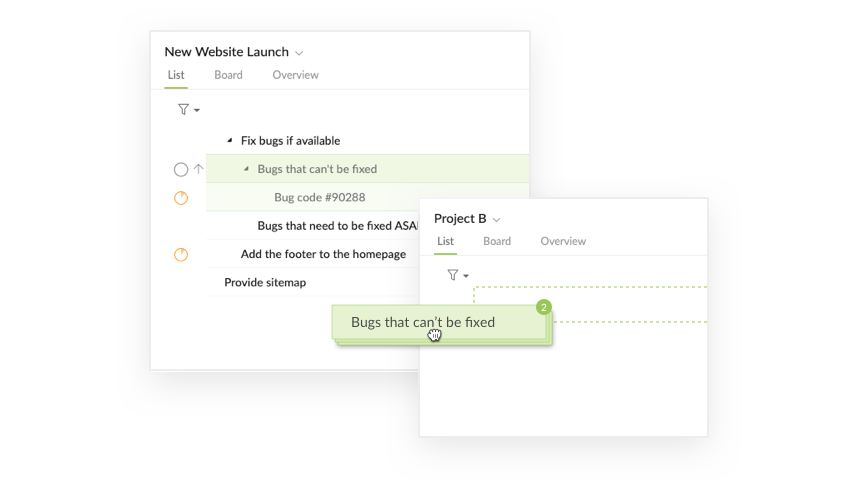 New Website Launch
List Board Overview
Fix bugs if available
Bugs that can't be fixed
Bug code #90288
Bugs that need to be fixed
Add the footer to the homepage
Provide sitemap
Project B
List Board Overview
2
Bugs that can't be fixed